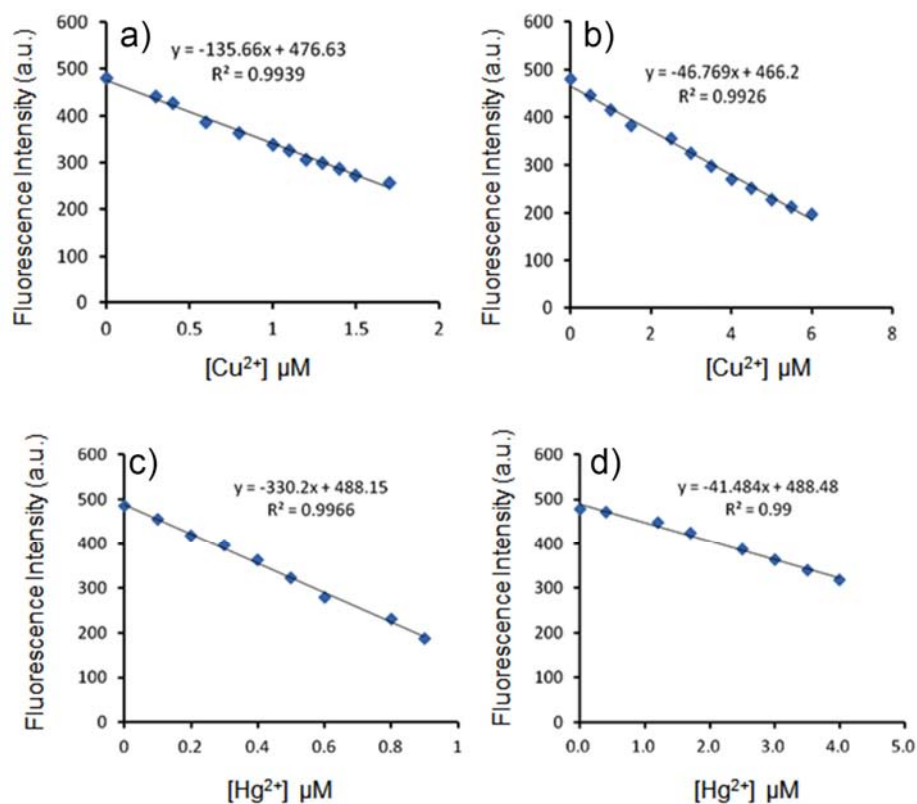 a)
y = -135.66x + 476.63
R² = 0.9939
Fluorescence Intensity (a.u.)
600
500
400
300
200
100
0
0 0.5 1 1.5 2
[Cu²⁺] µM
b)
y = -46.769x + 466.2
R² = 0.9926
Fluorescence Intensity (a.u.)
600
500
400
300
200
100
0
0 2 4 6 8
[Cu²⁺] µM
c)
y = -330.2x + 488.15
R² = 0.9966
Fluorescence Intensity (a.u.)
600
500
400
300
200
100
0
0 0.2 0.4 0.6 0.8 1
[Hg²⁺] µM
d)
y = -41.484x + 488.48
R² = 0.99
Fluorescence Intensity (a.u.)
600
500
400
300
200
100
0
0.0 1.0 2.0 3.0 4.0 5.0
[Hg²⁺] µM